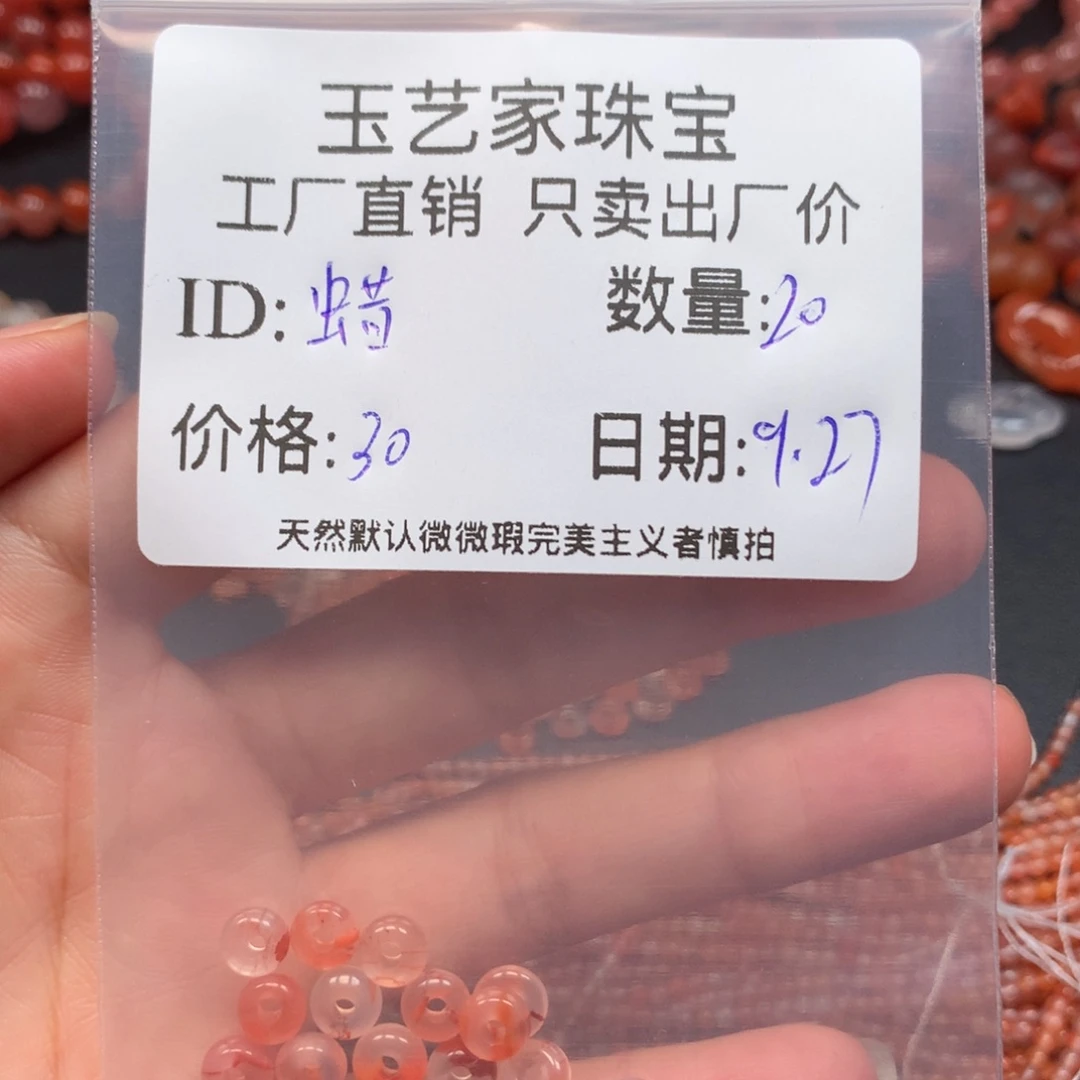 玉艺家珠宝
工厂直销 只卖出厂价
ID:蜡 数量:20
价格:30 日期:9.27
天然默认微微瑕完美主义者慎拍